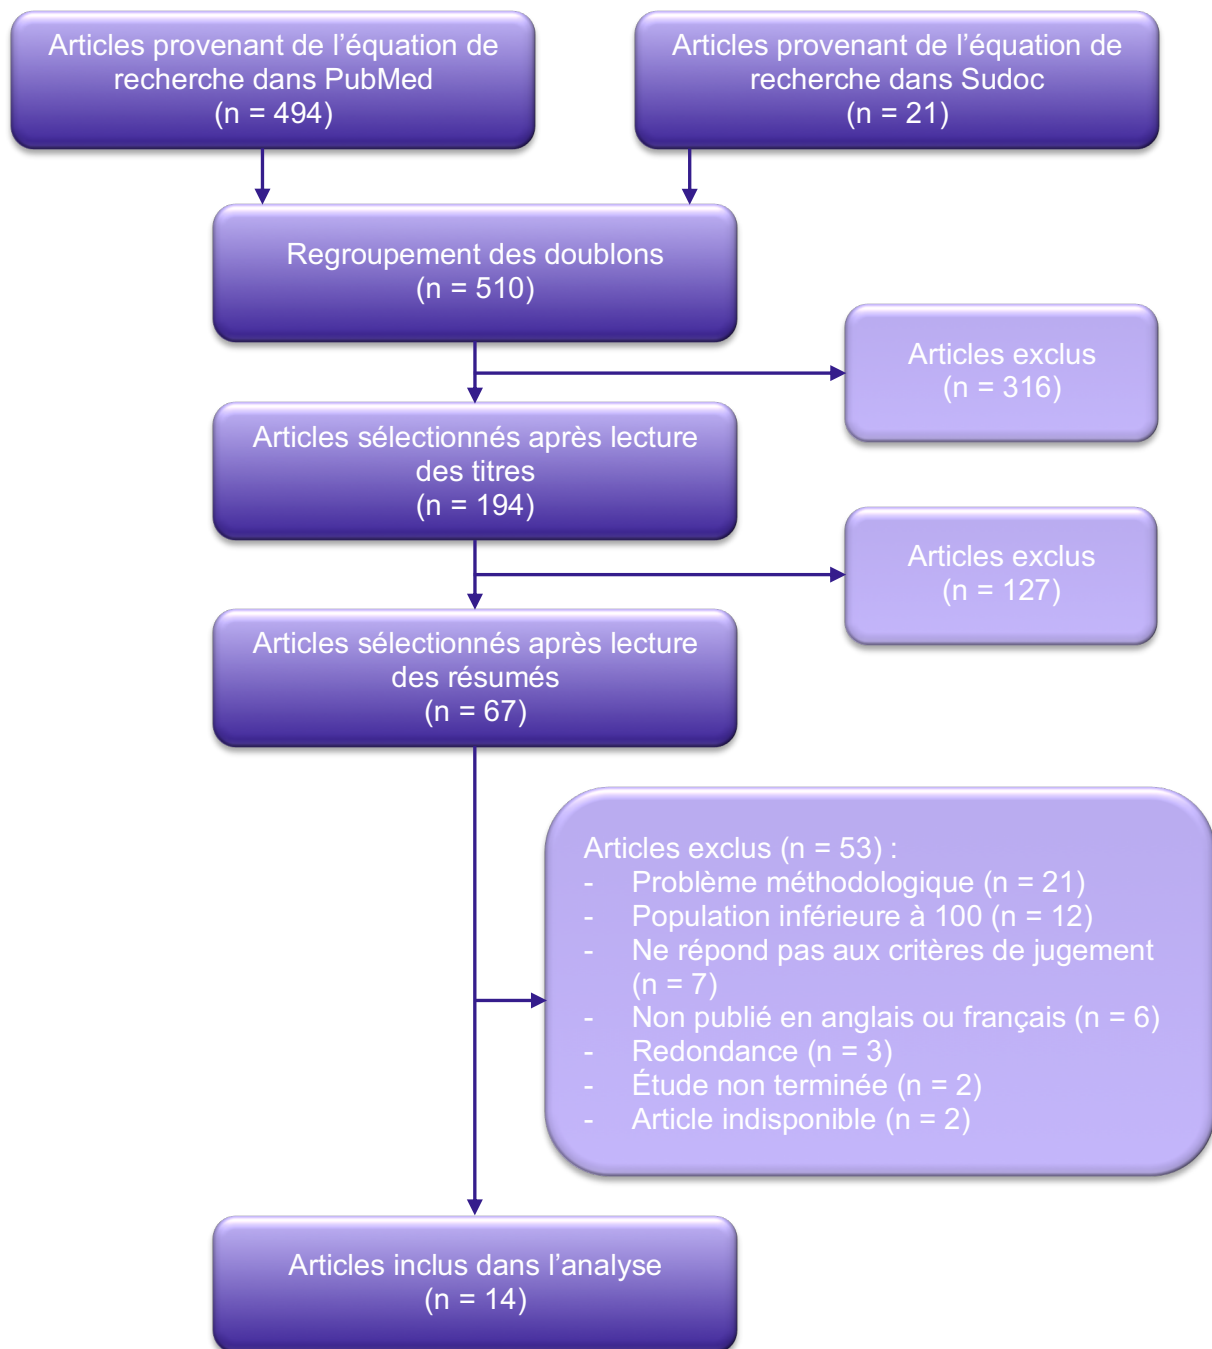 Articles provenant de l’équation de
recherche dans PubMed
(n = 494)
Articles provenant de l’équation de
recherche dans Sudoc
(n = 21)
Regroupement des doublons
(n = 510)
Articles exclus
(n = 316)
Articles sélectionnés après lecture
des titres
(n = 194)
Articles exclus
(n = 127)
Articles sélectionnés après lecture
des résumés
(n = 67)
Articles exclus (n = 53) :
- Problème méthodologique (n = 21)
- Population inférieure à 100 (n = 12)
- Ne répond pas aux critères de jugement
(n = 7)
- Non publié en anglais ou français (n = 6)
- Redondance (n = 3)
- Étude non terminée (n = 2)
- Article indisponible (n = 2)
Articles inclus dans l’analyse
(n = 14)